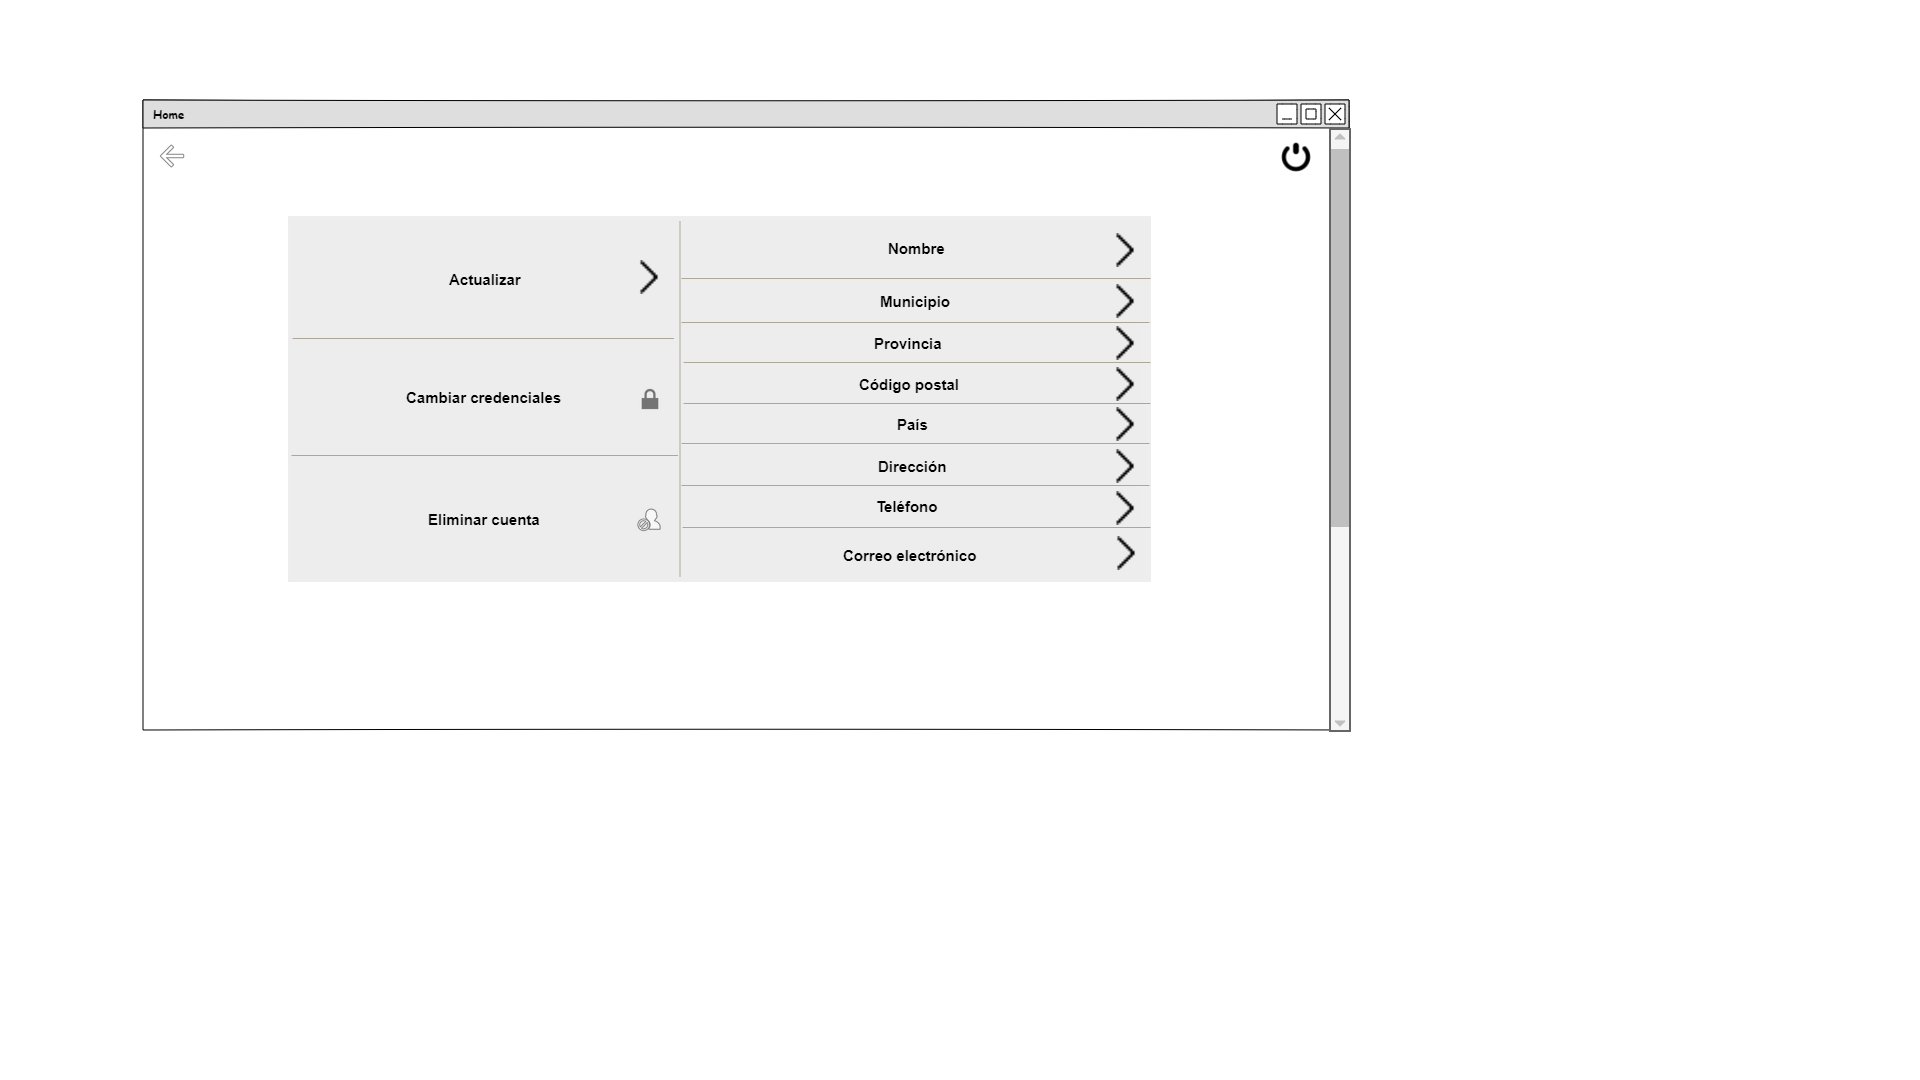 Home
Actualizar
Cambiar credenciales
Eliminar cuenta
Nombre
Municipio
Provincia
Código postal
País
Dirección
Teléfono
Correo electrónico